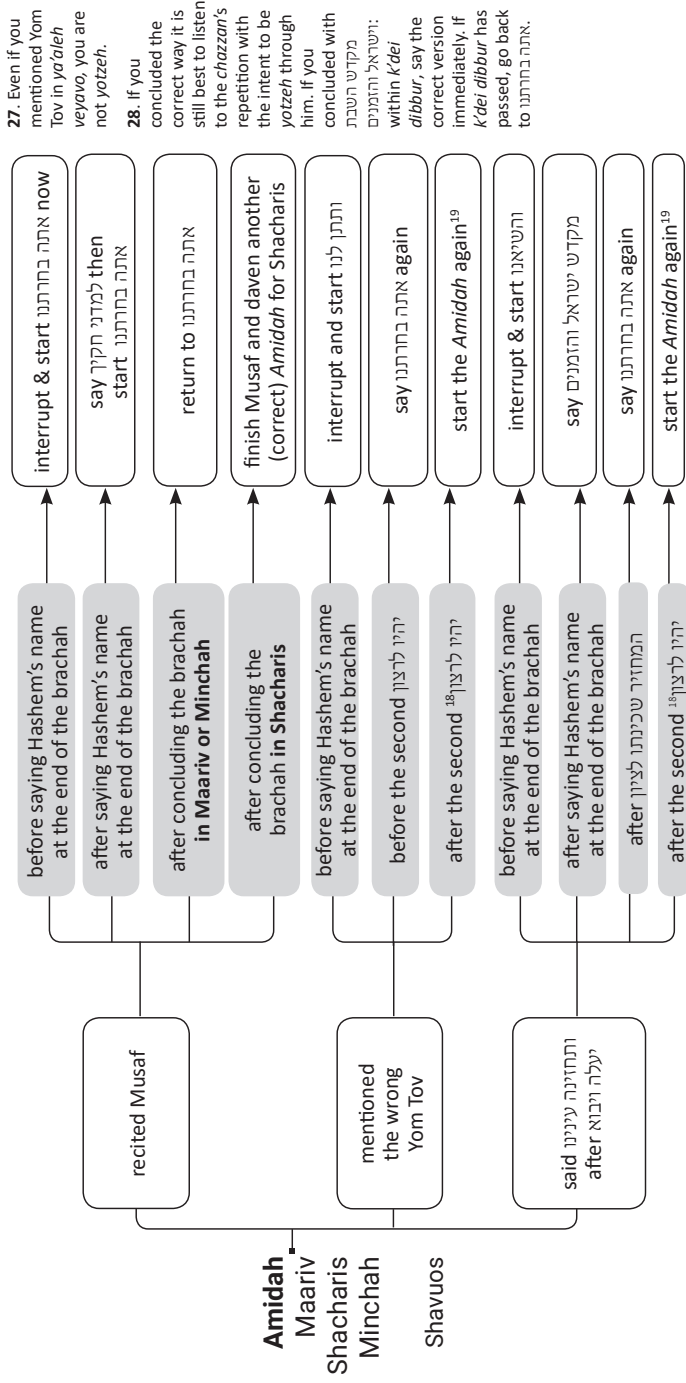 Amidah
Maariv
Shacharis
Minchah
Shavuos
recited Musaf
before saying Hashem's name
at the end of the brachah
interrupt & start אתה בחרתנו now
after saying Hashem's name
at the end of the brachah
say למדני חקיך then
start אתה בחרתנו
after concluding the brachah
in Maariv or Minchah
return to אתה בחרתנו
after concluding the
brachah in Shacharis
finish Musaf and daven another
(correct) Amidah for Shacharis
mentioned
the wrong
Yom Tov
before saying Hashem's name
at the end of the brachah
interrupt and start ותתן לנו
before the second יהיו לרצון
say אתה בחרתנו again
after the second יהיו לרצון18
start the Amidah again19
said ותחזינה עינינו
after יעלה ויבוא
before saying Hashem's name
at the end of the brachah
interrupt & start והשיאנו
after saying Hashem's name
at the end of the brachah
say מקדש ישראל והזמנים
after המחזיר שכינתו לציון
say אתה בחרתנו again
after the second יהיו לרצון18
start the Amidah again19
27. Even if you
mentioned Yom
Tov in ya'aleh
veyavo, you are
not yotzeh.
28. If you
concluded the
correct way it is
still best to listen
to the chazzan's
repetition with
the intent to be
yotzeh through
him. If you
concluded with
מקדש השבת
וישראל והזמנים:
within k'dei
dibbur, say the
correct version
immediately. If
k'dei dibbur has
passed, go back
to אתה בחרתנו.